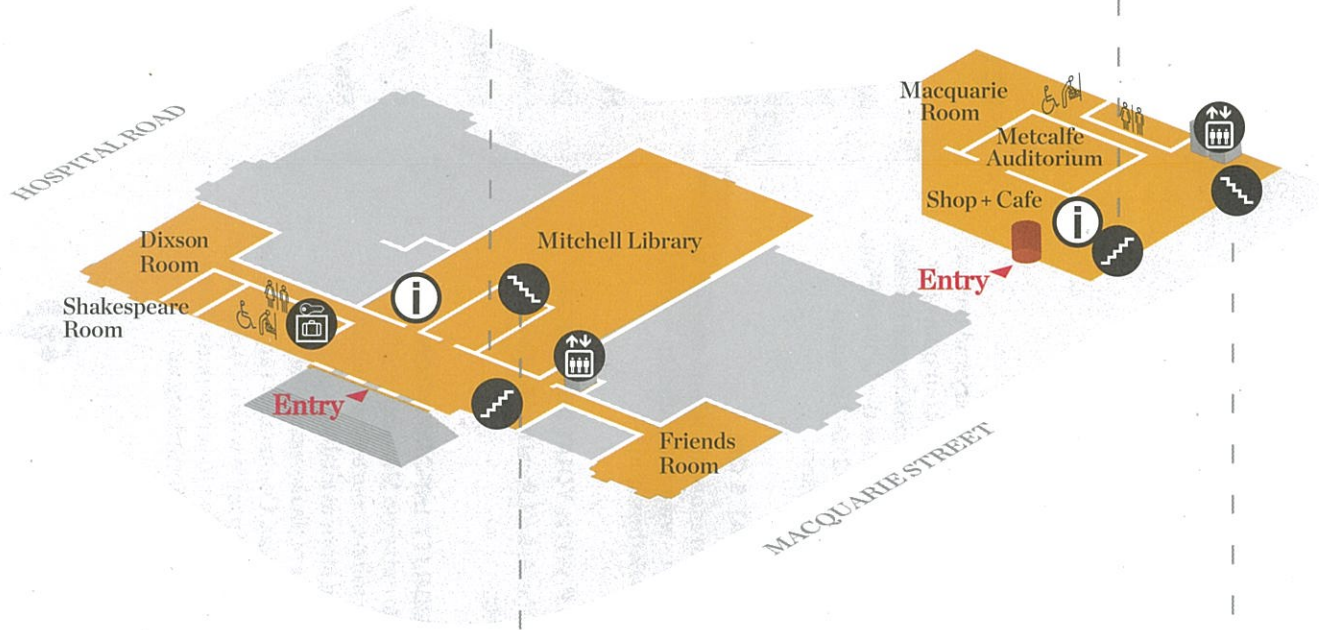 HOSPITAL ROAD
Macquarie
Room
Metcalfe
Auditorium
Shop + Cafe
i
Entry
Dixson
Room
Mitchell Library
Shakespeare
Room
i
Entry
Friends
Room
MACQUARIE STREET